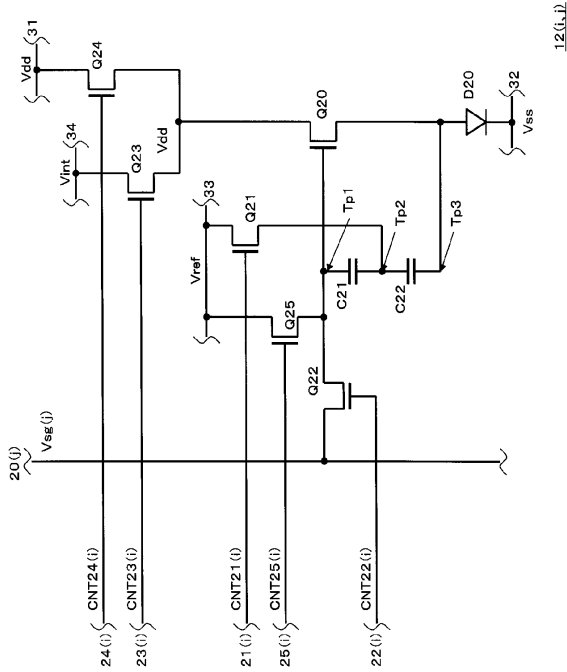 12(i,j)
31
Vdd
Q24
34
Vint
Q23
Vdd
33
Vref
Q21
Q20
D20
32
Vss
Tp1
Tp2
Tp3
C21
C22
Q25
Q22
20(j)
Vsg(j)
CNT24(i)
24(i)
CNT23(i)
23(i)
CNT21(i)
21(i)
CNT25(i)
25(i)
CNT22(i)
22(i)